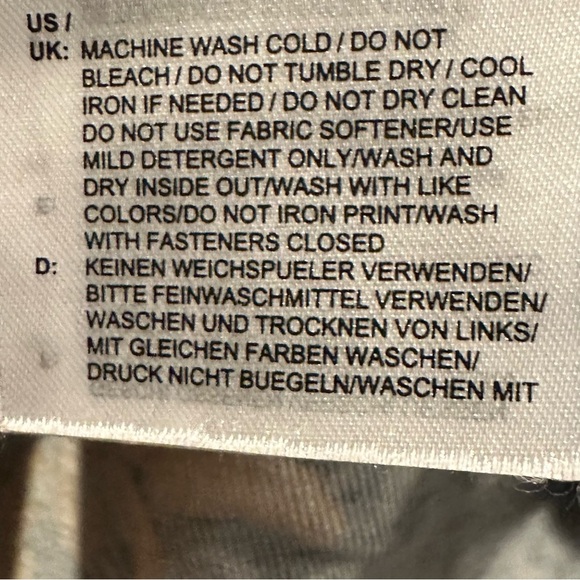 US /
UK: MACHINE WASH COLD / DO NOT
BLEACH / DO NOT TUMBLE DRY / COOL
IRON IF NEEDED / DO NOT DRY CLEAN
DO NOT USE FABRIC SOFTENER/USE
MILD DETERGENT ONLY/WASH AND
DRY INSIDE OUT/WASH WITH LIKE
COLORS/DO NOT IRON PRINT/WASH
WITH FASTENERS CLOSED
D: KEINEN WEICHSPUELER VERWENDEN/
BITTE FEINWASCHMITTEL VERWENDEN/
WASCHEN UND TROCKNEN VON LINKS/
MIT GLEICHEN FARBEN WASCHEN/
DRUCK NICHT BUEGELN/WASCHEN MIT